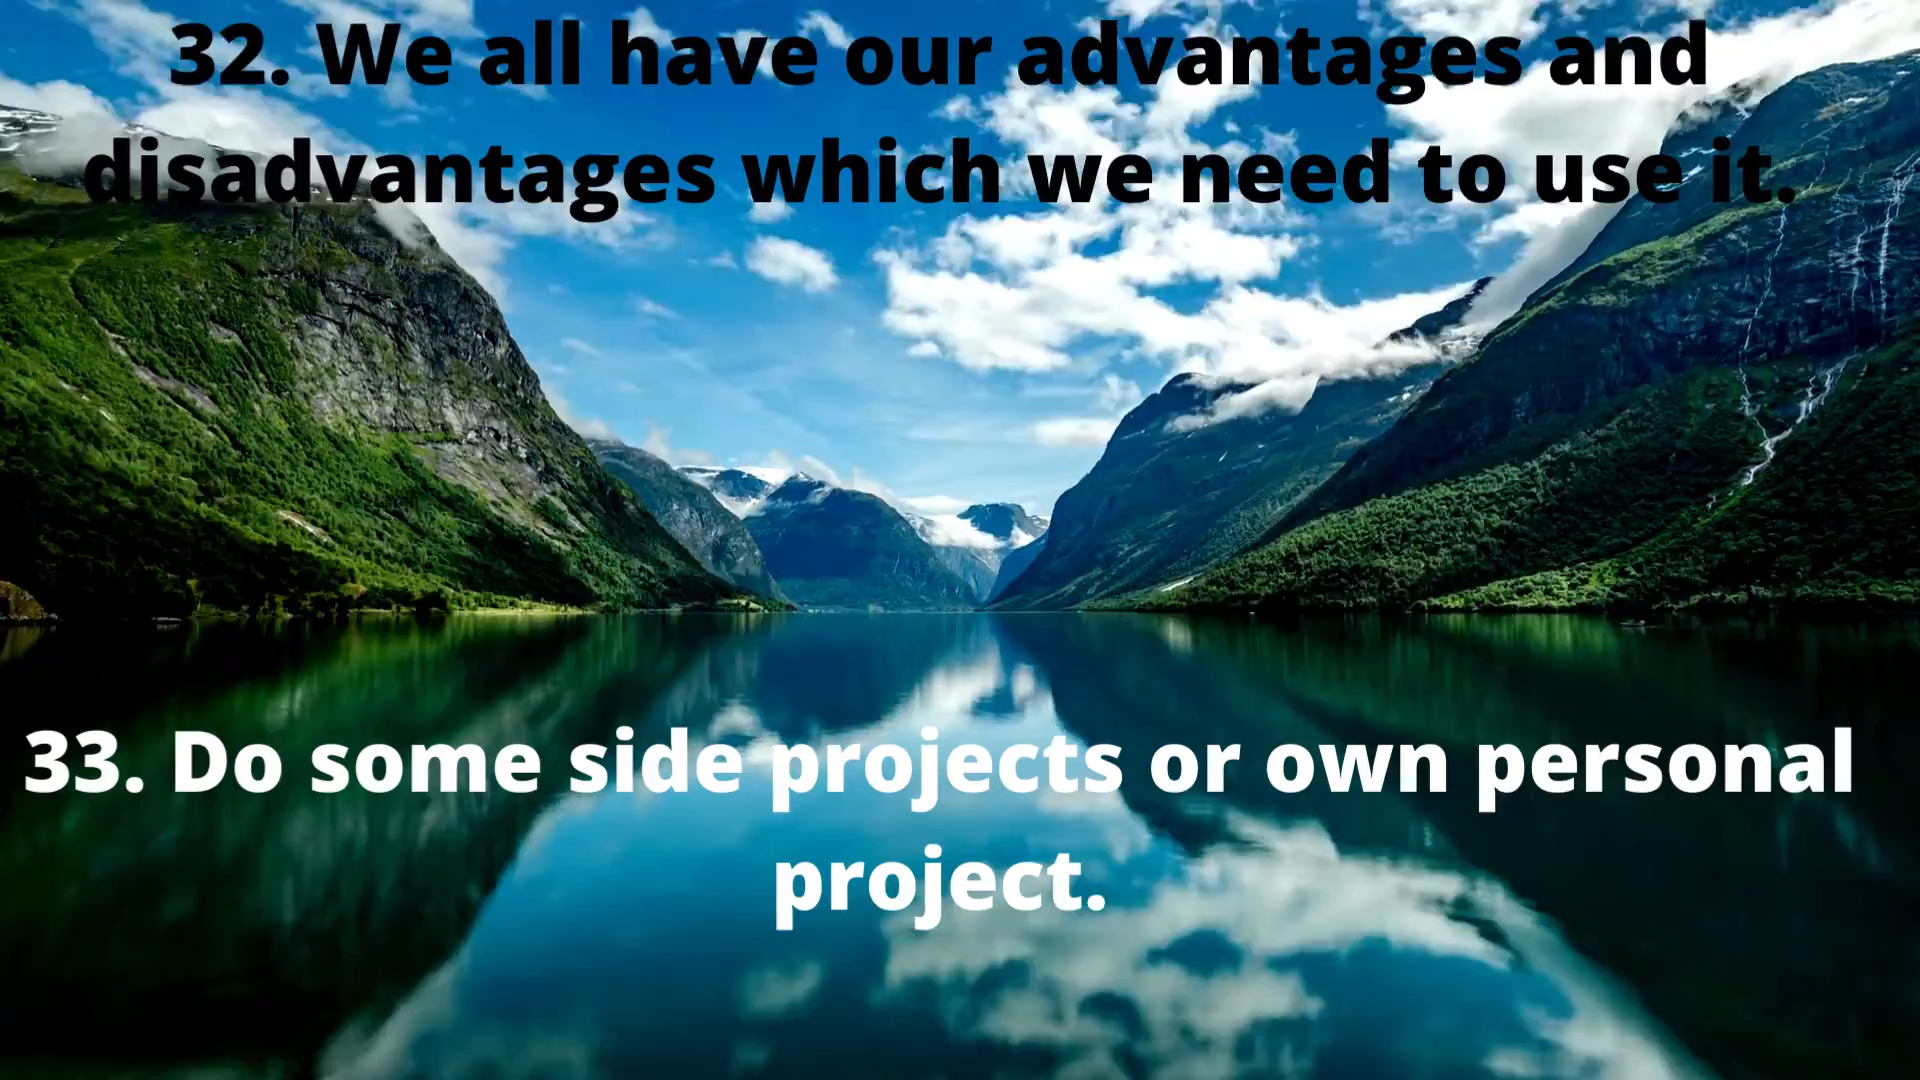 32. We all have our advantages and
disadvantages which we need to use it.
33. Do some side projects or own personal
project.